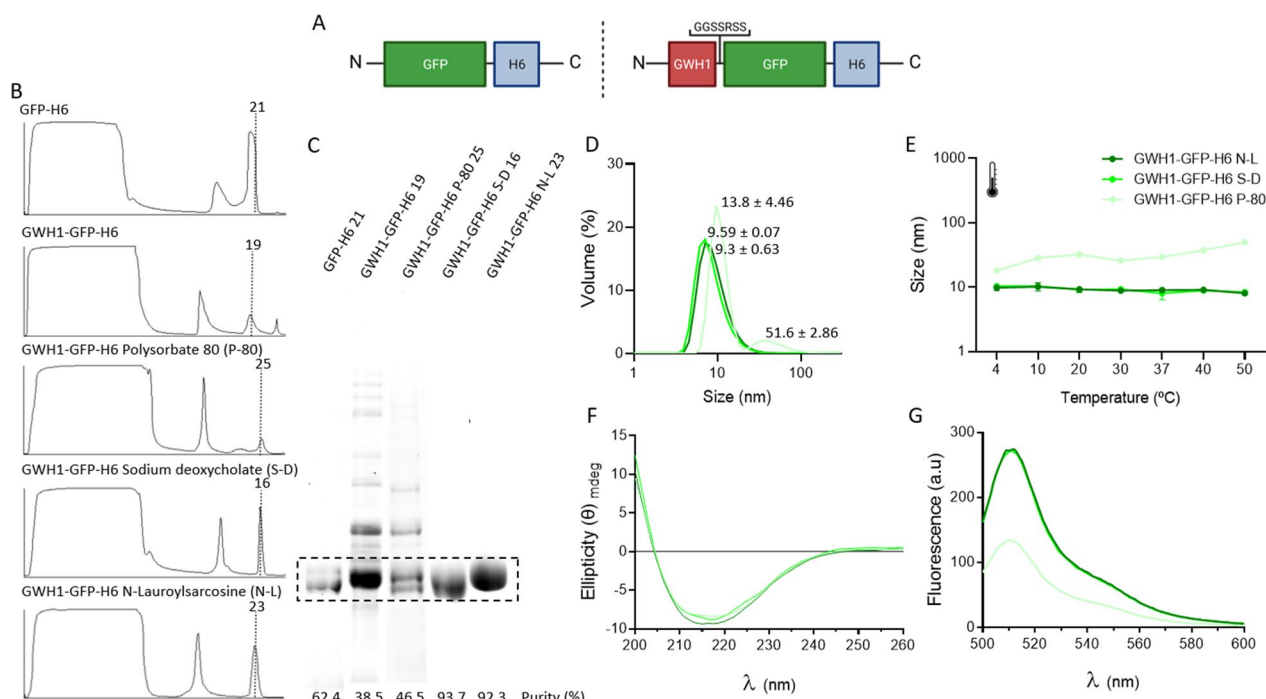 A
GGSSRSS
N GFP H6 C
N GWH1 GFP H6 C
B
GFP-H6
21
GWH1-GFP-H6
19
GWH1-GFP-H6 Polysorbate 80 (P-80)
25
GWH1-GFP-H6 Sodium deoxycholate (S-D)
16
GWH1-GFP-H6 N-Lauroylsarcosine (N-L)
23
C
GFP-H6 21
GWH1-GFP-H6 19
GWH1-GFP-H6 P-80 25
GWH1-GFP-H6 S-D 16
GWH1-GFP-H6 N-L 23
62.4 38.5 46.5 93.7 92.3 Purity (%)
D
Volume (%)
30
20
10
0
13.8 ± 4.46
9.59 ± 0.07
9.3 ± 0.63
51.6 ± 2.86
1 10 100
Size (nm)
E
Size (nm)
1000
100
10
1
GWH1-GFP-H6 N-L
GWH1-GFP-H6 S-D
GWH1-GFP-H6 P-80
4 10 20 30 37 40 50
Temperature (ºC)
F
Ellipticity (θ) mdeg
15
10
5
0
-5
-10
200 210 220 230 240 250 260
λ (nm)
G
Fluorescence (a.u)
300
200
100
0
500 520 540 560 580 600
λ (nm)